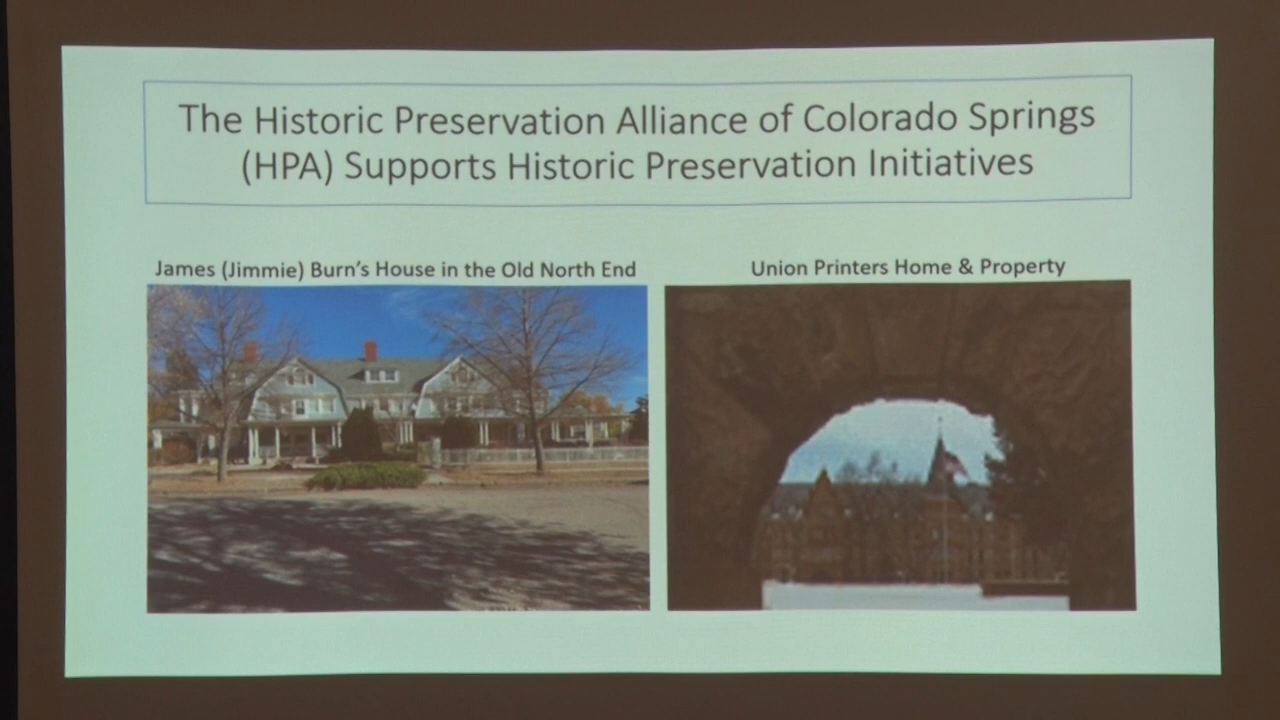 The Historic Preservation Alliance of Colorado Springs
(HPA) Supports Historic Preservation Initiatives
James (Jimmie) Burn's House in the Old North End
Union Printers Home & Property